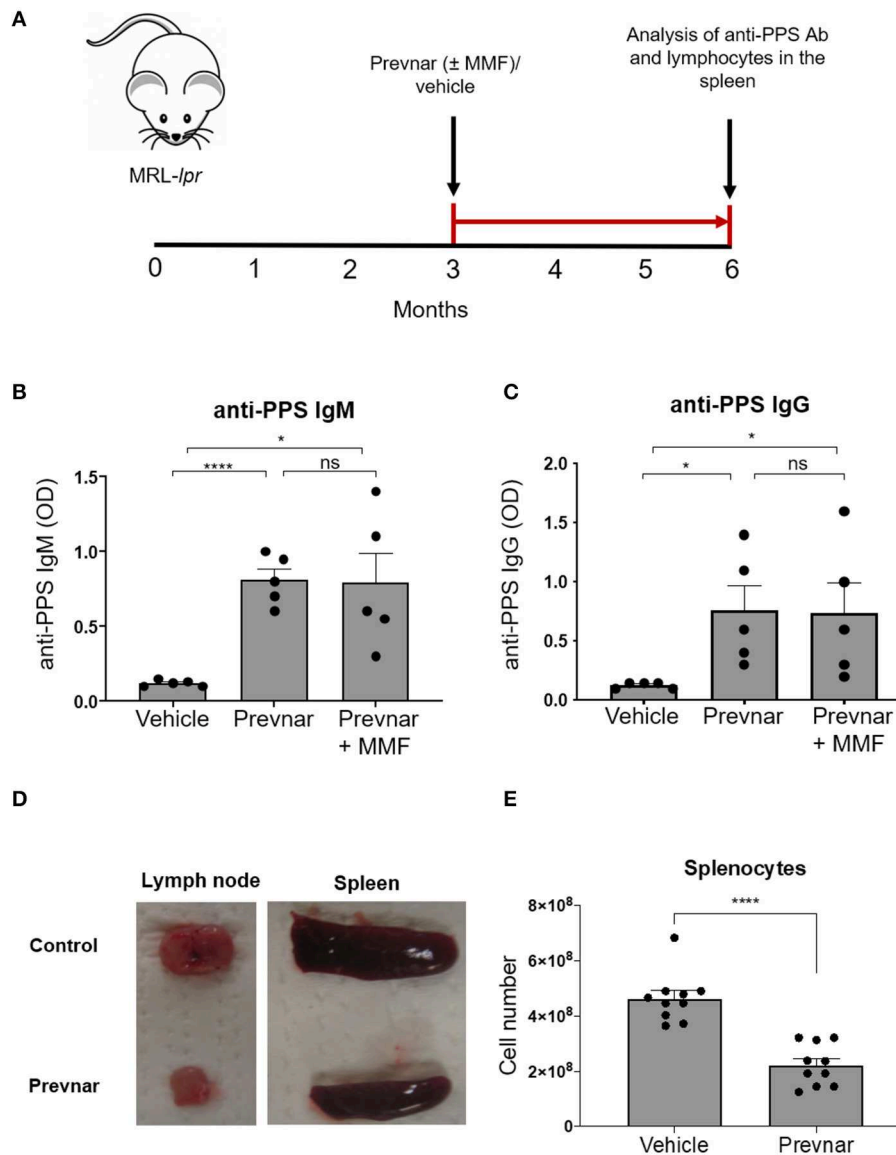 A
MRL-lpr
Prevnar (± MMF)/
vehicle
Analysis of anti-PPS Ab
and lymphocytes in the
spleen
0 1 2 3 4 5 6
Months
B
anti-PPS IgM
*
**** ns
anti-PPS IgM (OD)
1.5
1.0
0.5
0.0
Vehicle Prevnar Prevnar
+ MMF
C
anti-PPS IgG
*
* ns
anti-PPS IgG (OD)
2.0
1.5
1.0
0.5
0.0
Vehicle Prevnar Prevnar
+ MMF
D
Lymph node Spleen
Control
Prevnar
E
Splenocytes
****
Cell number
8×10⁸
6×10⁸
4×10⁸
2×10⁸
0
Vehicle Prevnar